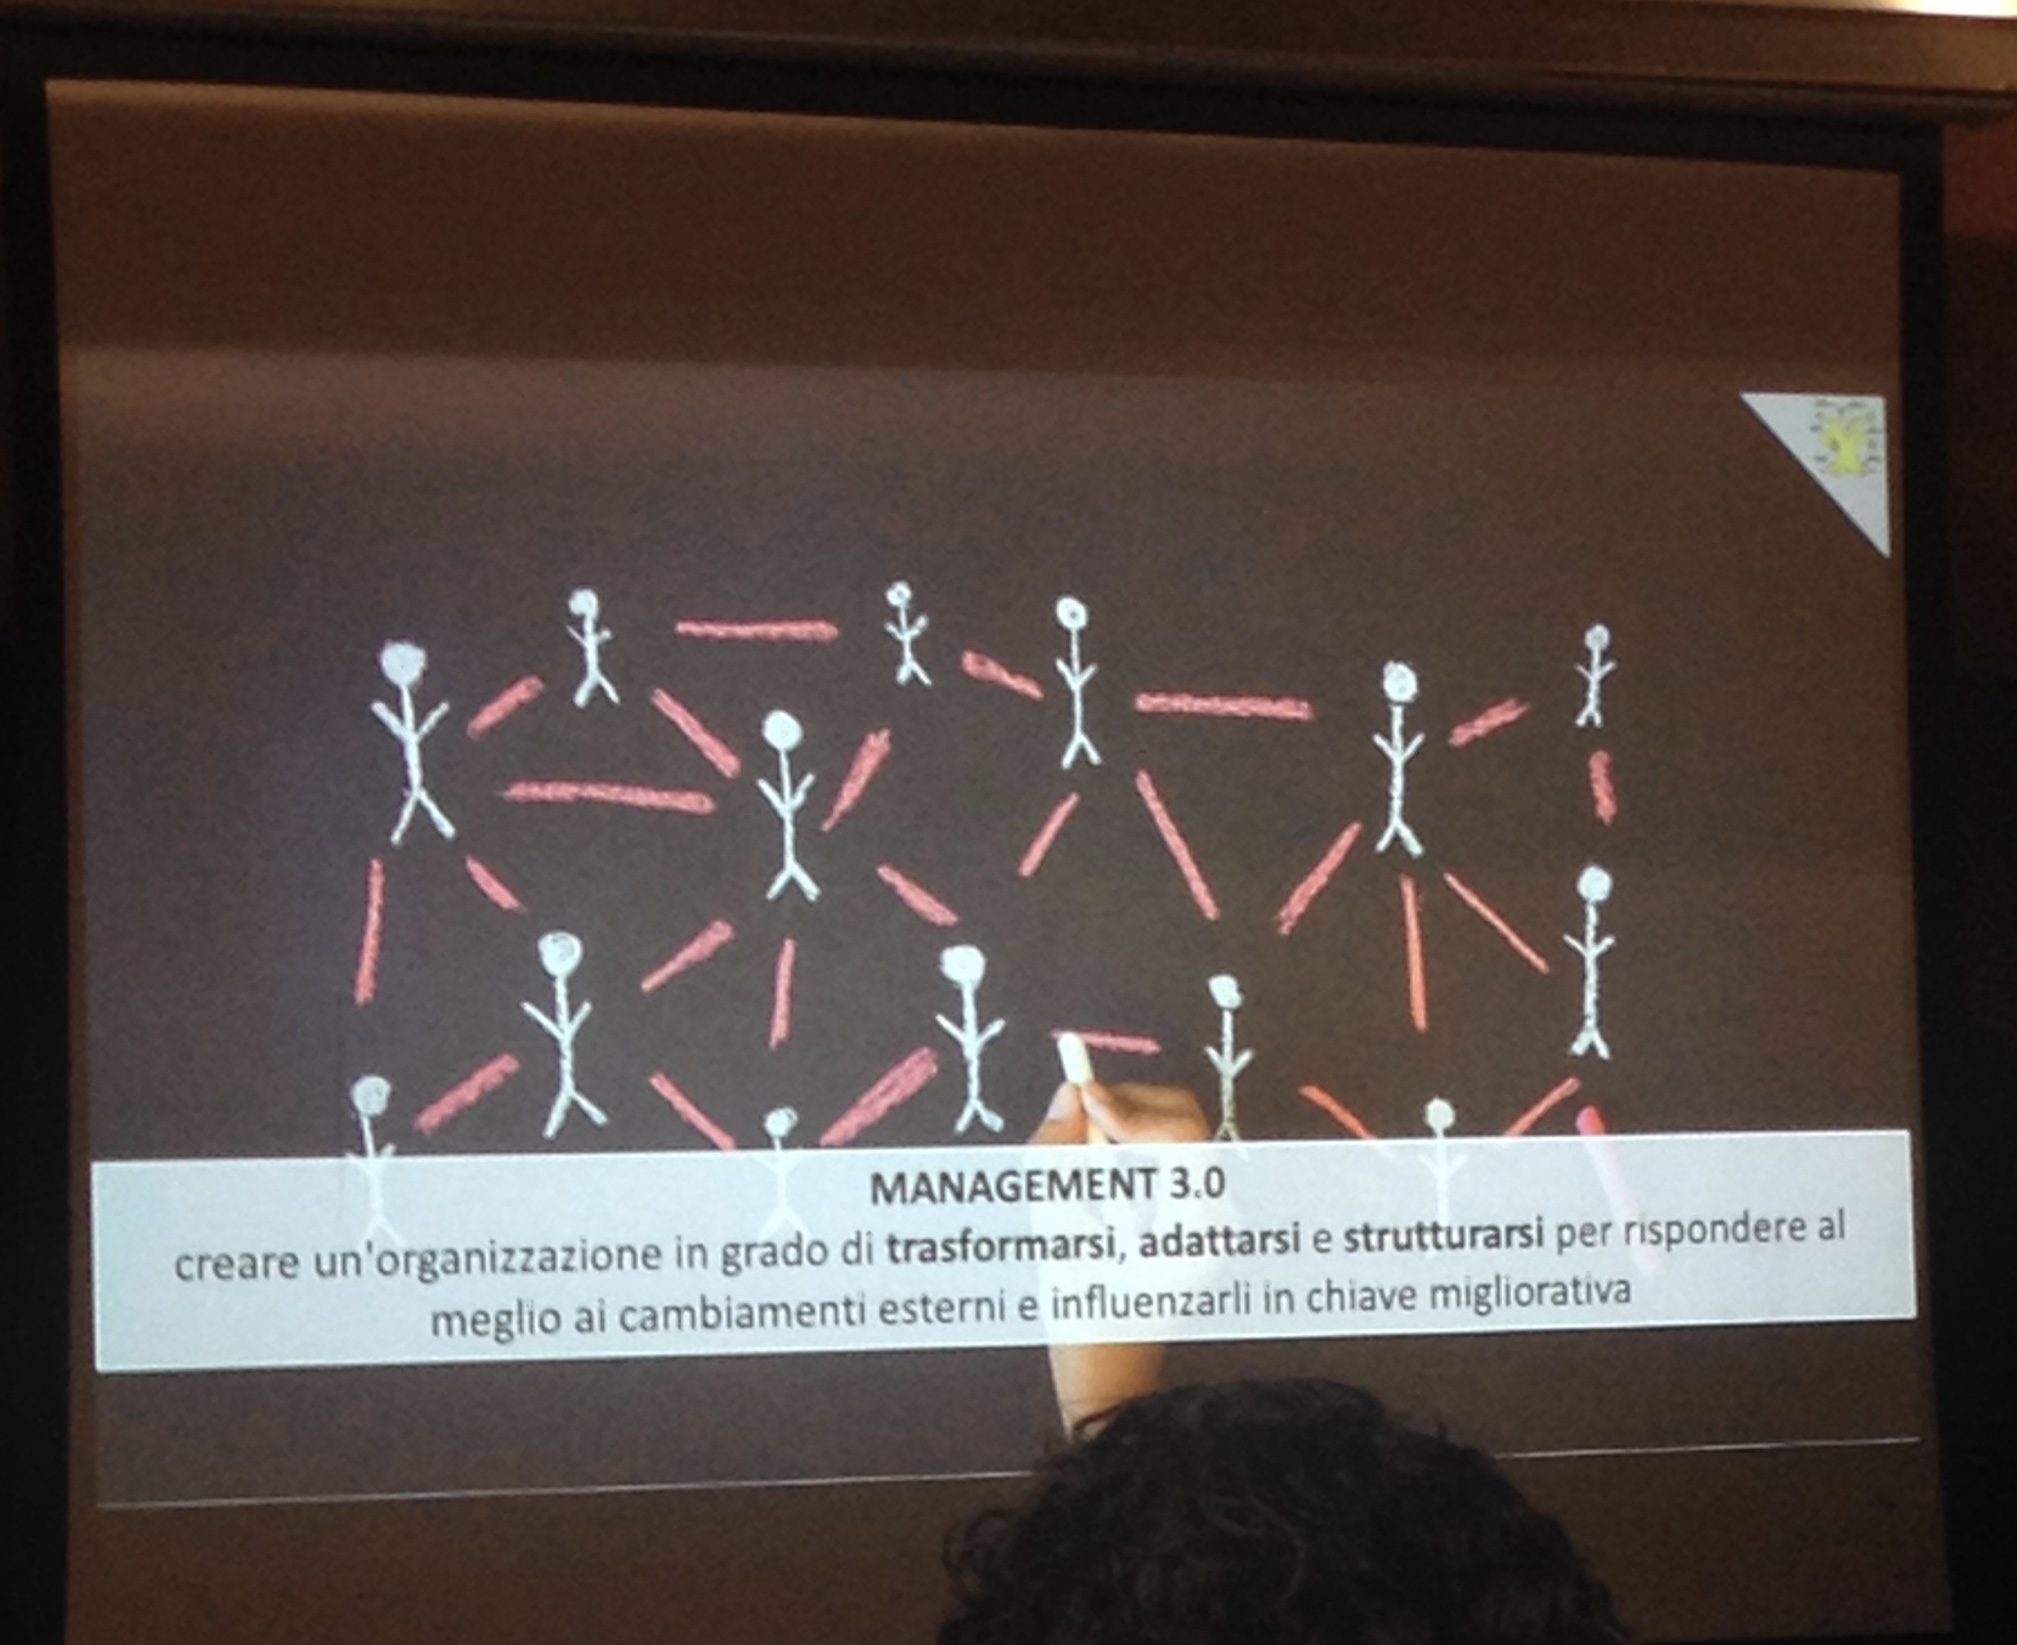 MANAGEMENT 3.0
creare un'organizzazione in grado di trasformarsi, adattarsi e strutturarsi per rispondere al
meglio ai cambiamenti esterni e influenzarli in chiave migliorativa